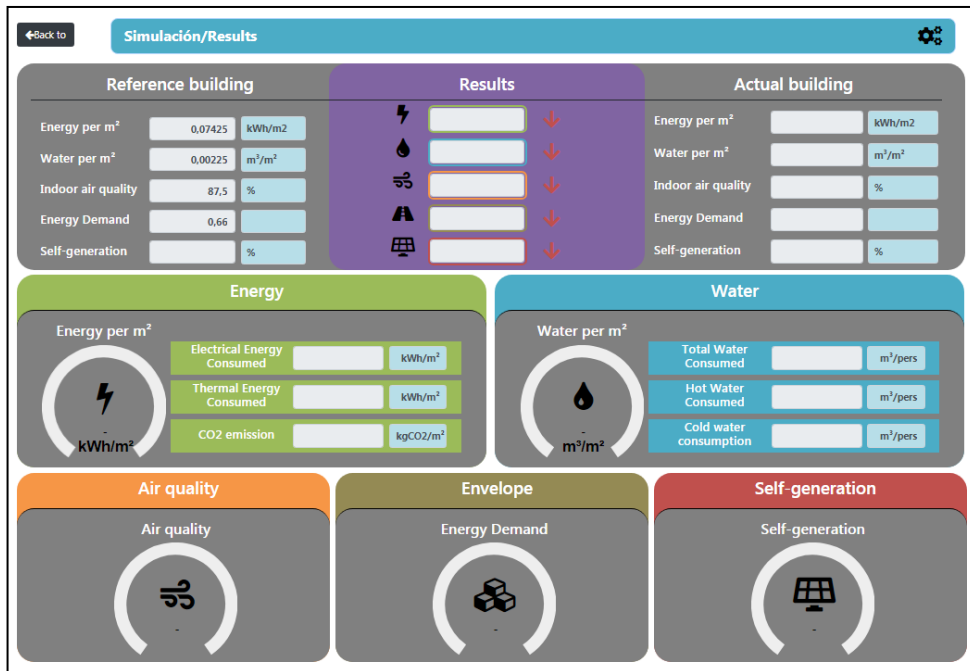 Back to
Simulación/Results
Reference building
Results
Actual building
Energy per m²
0,07425
kWh/m2
Energy per m²
kWh/m2
Water per m²
0,00225
m³/m²
Water per m²
m³/m²
Indoor air quality
87,5
%
Indoor air quality
%
Energy Demand
0,66
Energy Demand
Self-generation
%
Self-generation
%
Energy
Energy per m²
-
kWh/m²
Electrical Energy
Consumed
kWh/m²
Thermal Energy
Consumed
kWh/m²
CO2 emission
kgCO2/m²
Water
Water per m²
-
m³/m²
Total Water
Consumed
m³/pers
Hot Water
Consumed
m³/pers
Cold water
consumption
m³/pers
Air quality
Air quality
-
Envelope
Energy Demand
-
Self-generation
Self-generation
-